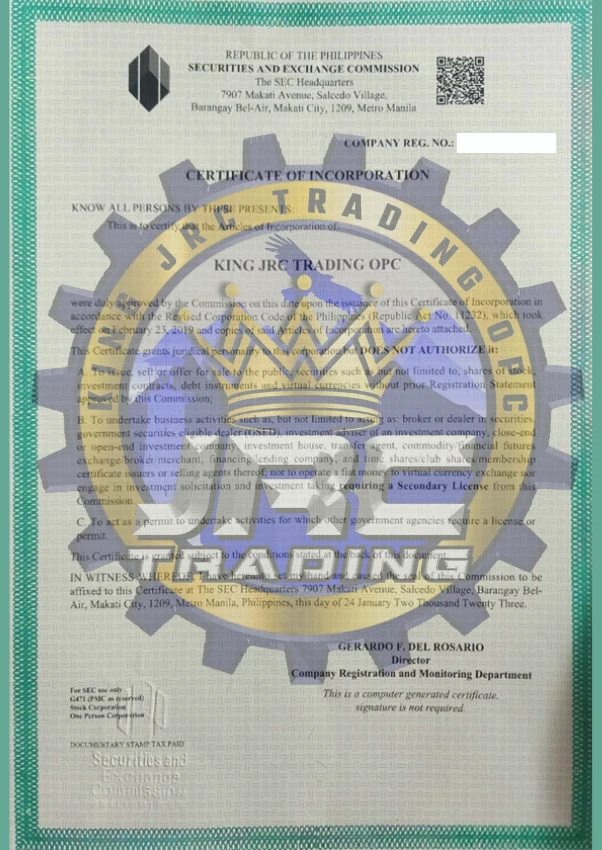 REPUBLIC OF THE PHILIPPINES
SECURITIES AND EXCHANGE COMMISSION
The SEC Headquarters
7907 Makati Avenue, Salcedo Village,
Barangay Bel-Air, Makati City, 1209, Metro Manila
COMPANY REG. NO.:
CERTIFICATE OF INCORPORATION
KNOW ALL PERSONS BY THESE PRESENTS:
This is to certify that the Articles of Incorporation of
KING JRC TRADING OPC
were duly approved by the Commission on this date upon the issuance of this Certificate of Incorporation in
accordance with the Revised Corporation Code of the Philippines (Republic Act No. 11232), which took
effect on February 23, 2019 and copies of said Articles of Incorporation are hereto attached.
This Certificate grants juridical personality to this corporation but DOES NOT AUTHORIZE it:
A. To issue, sell or offer for sale to the public, securities such as but not limited to, shares of stock,
investment contracts, debt instruments and virtual currencies without prior Registration Statement
approved by this Commission;
B. To undertake business activities such as, but not limited to acting as: broker or dealer in securities,
government securities eligible dealer (GSED), investment adviser of an investment company, close-end
or open-end investment company, investment house, transfer agent, commodity/financial futures
exchange/broker/merchant, financing/lending company and time shares/club shares/membership
certificate issuers or selling agents thereof; nor to operate a fiat money to virtual currency exchange nor
engage in investment solicitation and investment taking requiring a Secondary License from this
Commission.
C. To act as a permit to undertake activities for which other government agencies require a license or
permit.
This Certificate is granted subject to the conditions stated at the back of this document.
IN WITNESS WHEREOF, I have hereunto set my hand and caused the seal of this Commission to be
affixed to this Certificate at The SEC Headquarters 7907 Makati Avenue, Salcedo Village, Barangay Bel-
Air, Makati City, 1209, Metro Manila, Philippines, this day of 24 January Two Thousand Twenty Three.
GERARDO F. DEL ROSARIO
Director
Company Registration and Monitoring Department
This is a computer generated certificate,
signature is not required.
For SEC use only
G471 (PSIC as reserved)
Stock Corporation
One Person Corporation
DOCUMENTARY STAMP TAX PAID
Securities and
Exchange
Commission
KING JRC TRADING OPC
JRC
TRADING